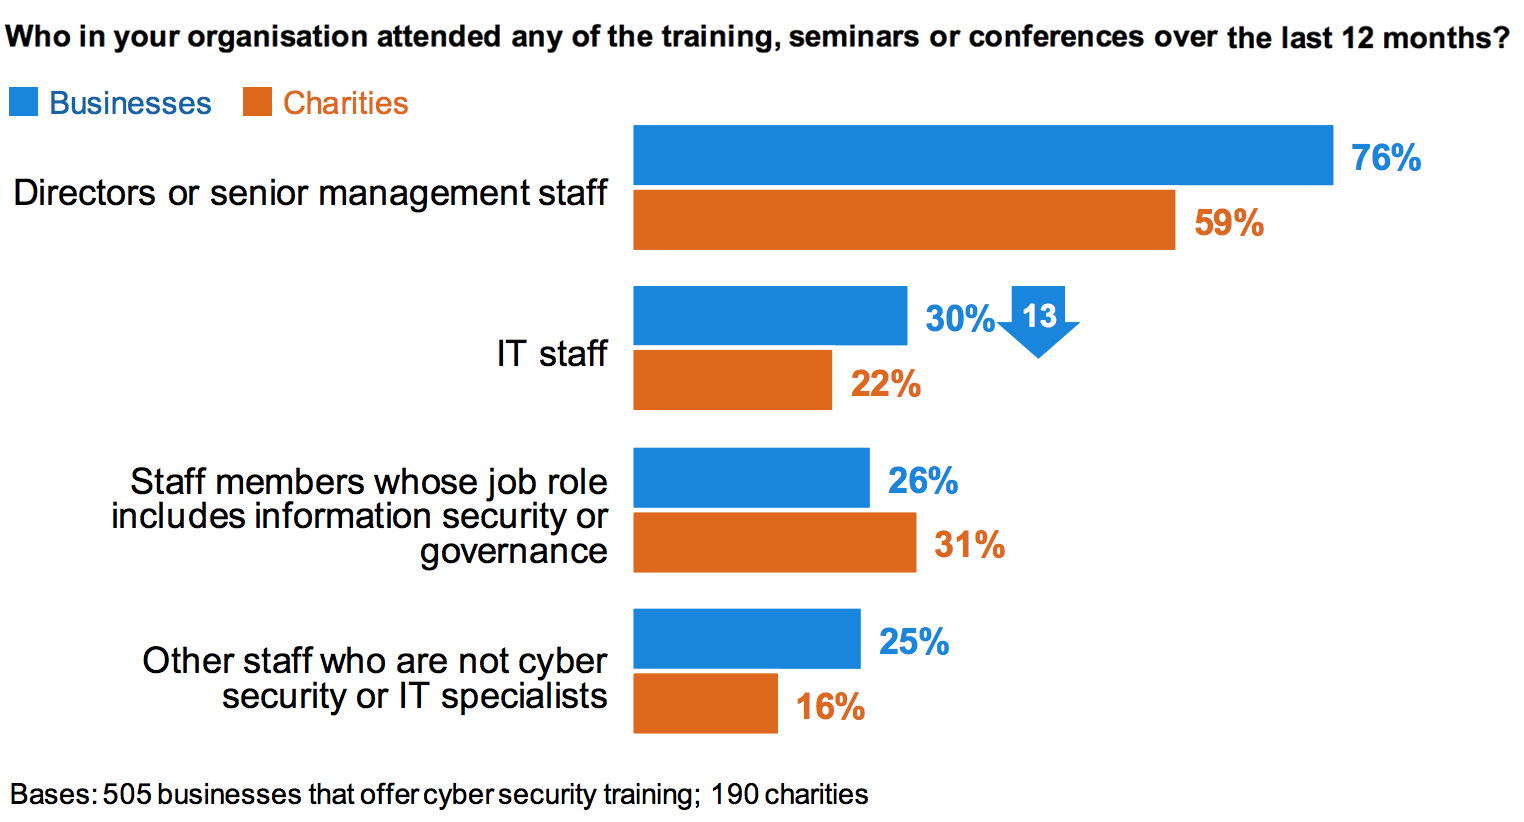 Who in your organisation attended any of the training, seminars or conferences over the last 12 months?
Businesses Charities
76%
Directors or senior management staff
59%
30% 13
IT staff
22%
Staff members whose job role
includes information security or
governance
26%
31%
Other staff who are not cyber
security or IT specialists
25%
16%
Bases: 505 businesses that offer cyber security training; 190 charities